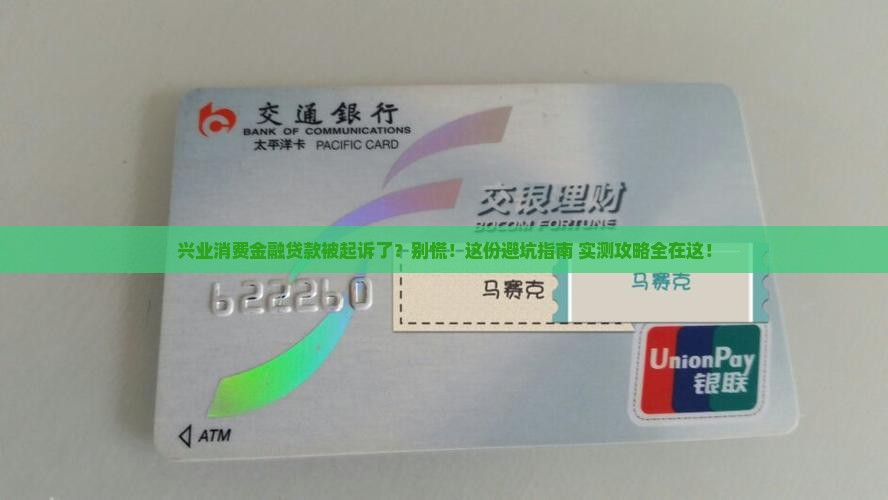 交通銀行
BANK OF COMMUNICATIONS
太平洋卡 PACIFIC CARD
交银理财
BOCOM FORTUNE
兴业消费金融贷款被起诉了？别慌！这份避坑指南 实测攻略全在这！
622260
马赛克
马赛克
UnionPay
银联
ATM